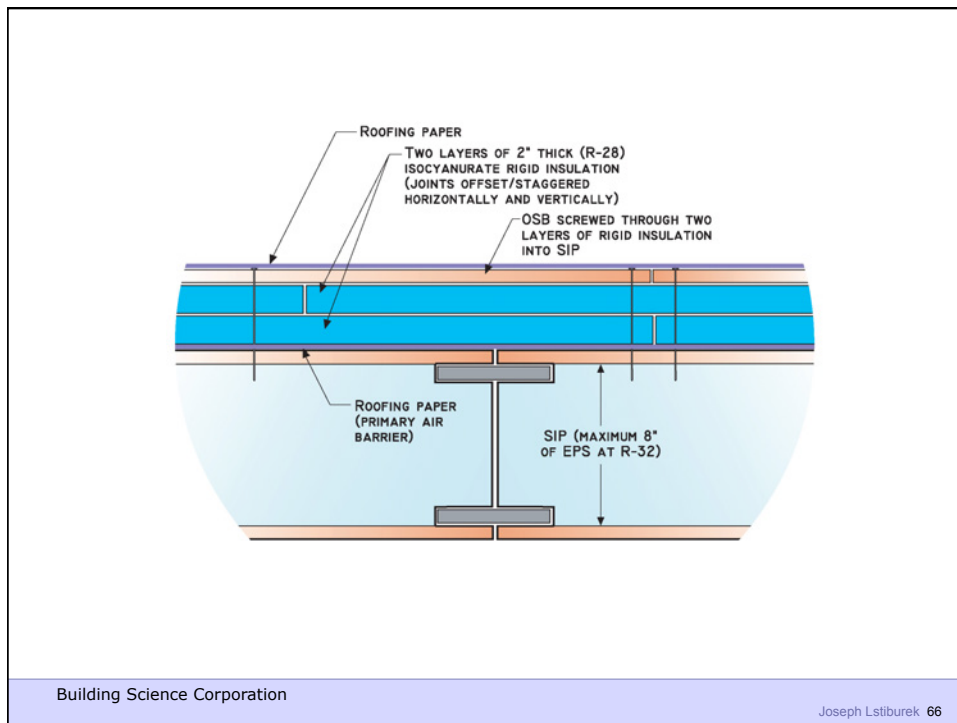 ROOFING PAPER
TWO LAYERS OF 2" THICK (R-28)
ISOCYANURATE RIGID INSULATION
(JOINTS OFFSET/STAGGERED
HORIZONTALLY AND VERTICALLY)
OSB SCREWED THROUGH TWO
LAYERS OF RIGID INSULATION
INTO SIP
ROOFING PAPER
(PRIMARY AIR
BARRIER)
SIP (MAXIMUM 8"
OF EPS AT R-32)
Building Science Corporation
Joseph Lstiburek 66